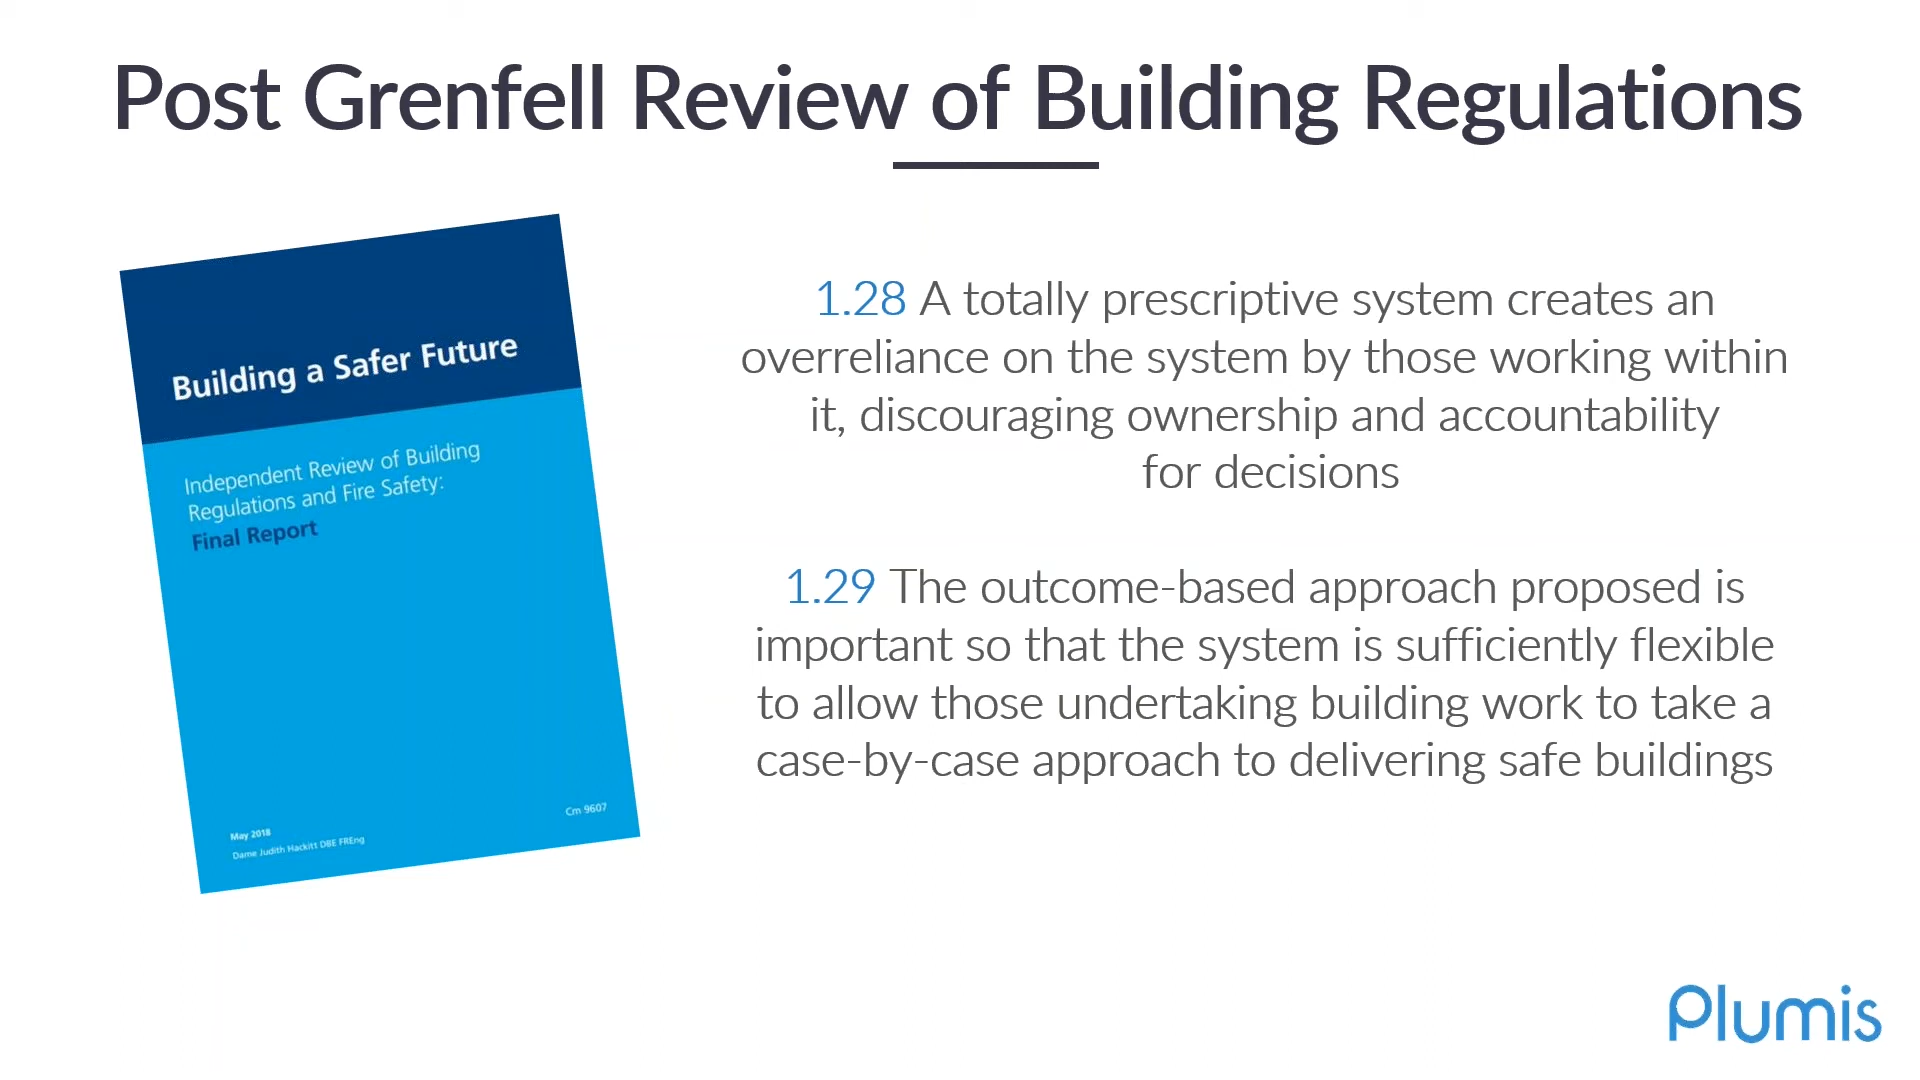 Post Grenfell Review of Building Regulations
Building a Safer Future
Independent Review of Building
Regulations and Fire Safety:
Final Report
May 2018
Dame Judith Hackitt DBE FREng
Cm 9607
1.28 A totally prescriptive system creates an
overreliance on the system by those working within
it, discouraging ownership and accountability
for decisions
1.29 The outcome-based approach proposed is
important so that the system is sufficiently flexible
to allow those undertaking building work to take a
case-by-case approach to delivering safe buildings
Plumis